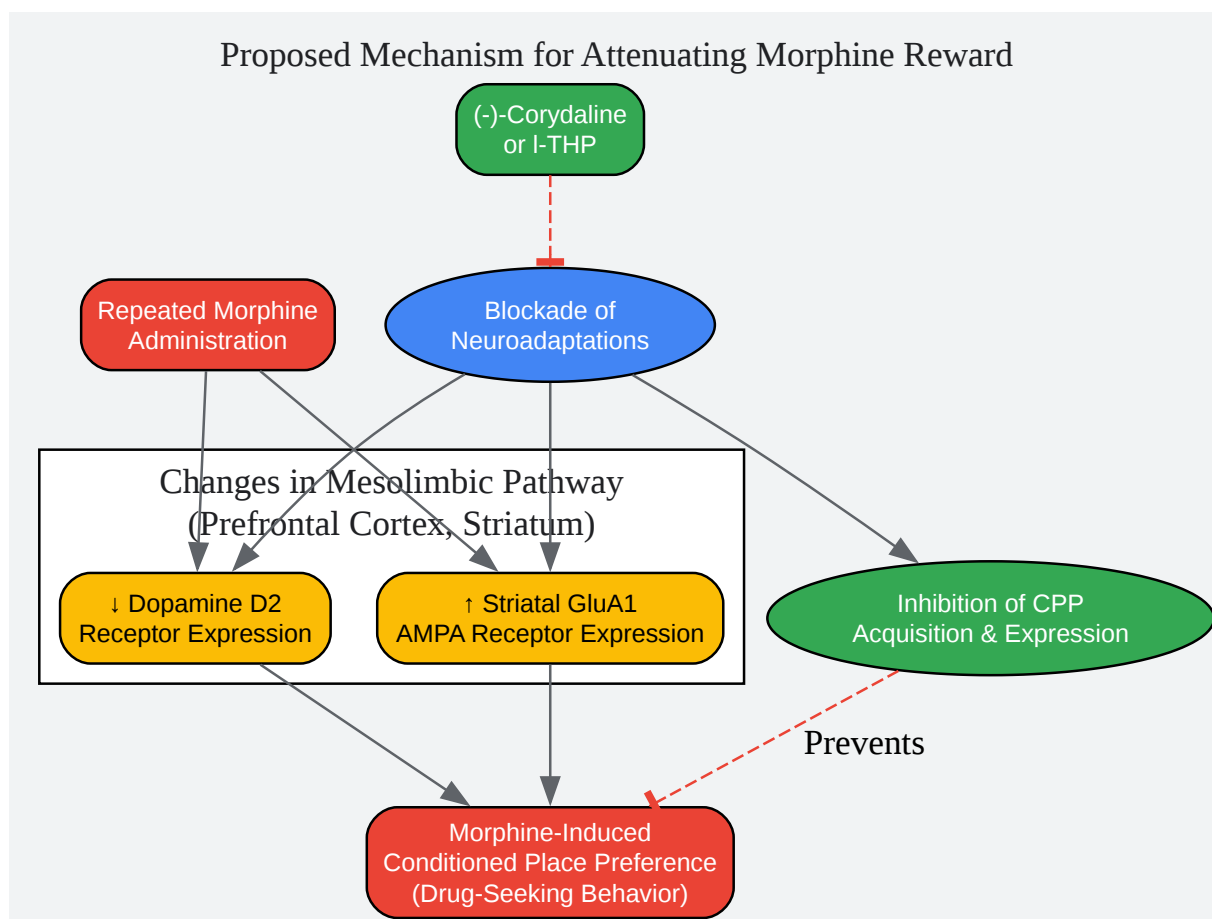 Proposed Mechanism for Attenuating Morphine Reward
(-)-Corydaline
or l-THP
Repeated Morphine
Administration
Blockade of
Neuroadaptations
Changes in Mesolimbic Pathway
(Prefrontal Cortex, Striatum)
↓ Dopamine D2
Receptor Expression
↑ Striatal GluA1
AMPA Receptor Expression
Inhibition of CPP
Acquisition & Expression
Prevents
Morphine-Induced
Conditioned Place Preference
(Drug-Seeking Behavior)